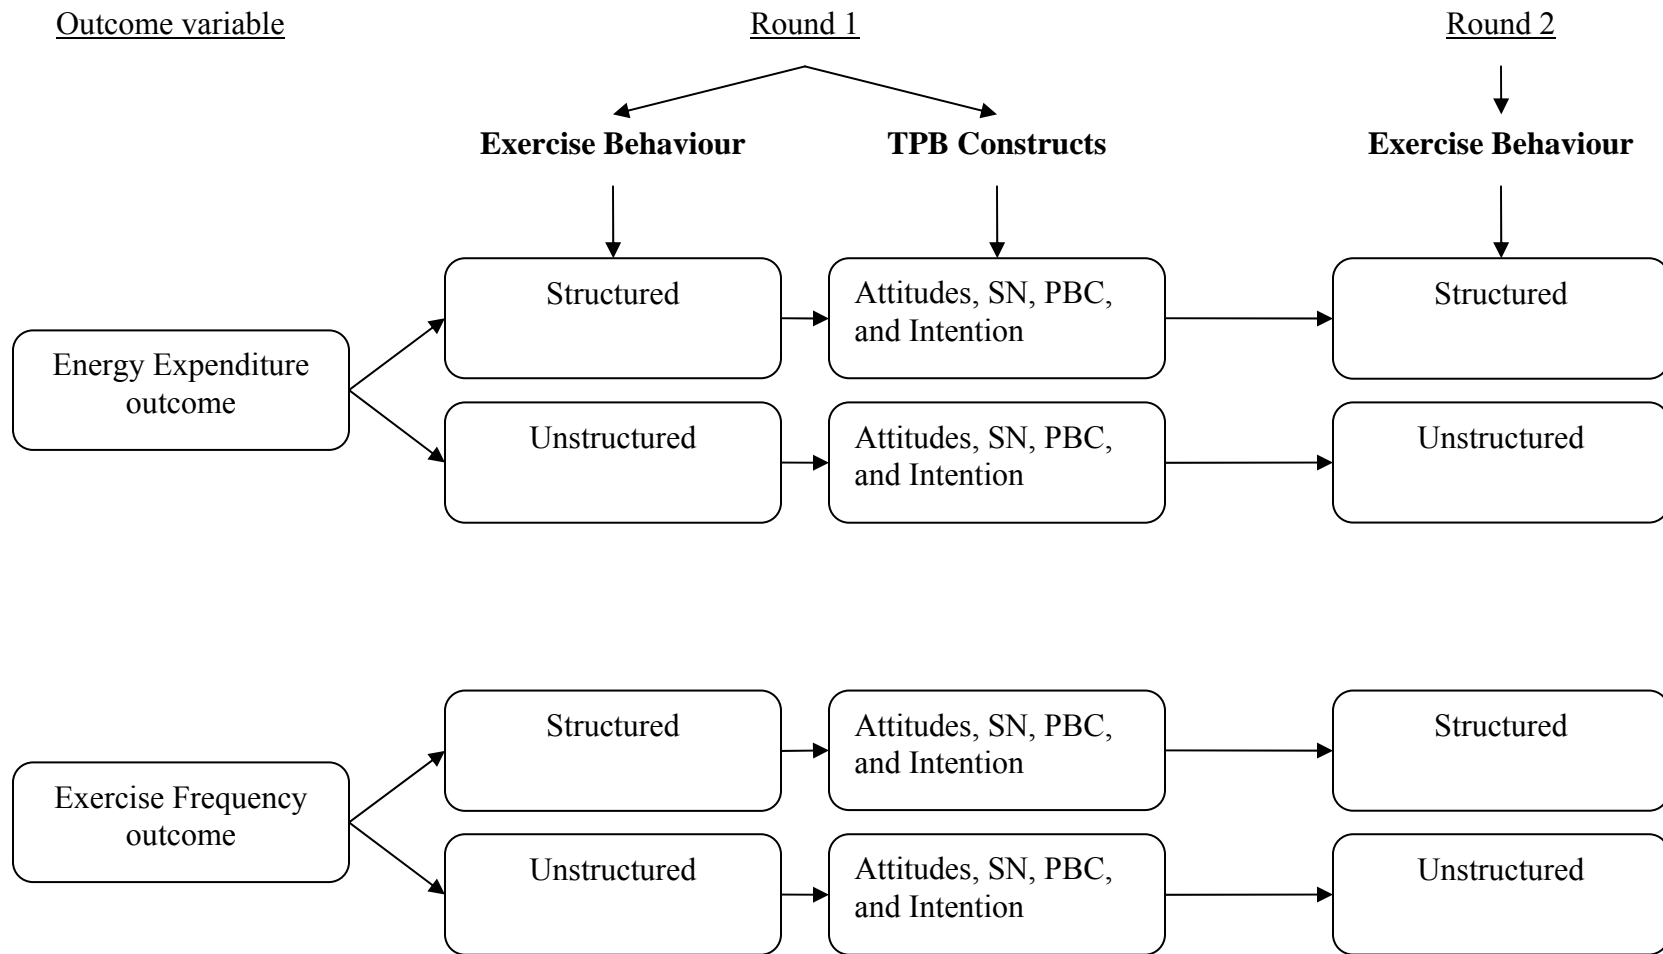 Outcome variable
Round 1
Round 2
Exercise Behaviour
TPB Constructs
Exercise Behaviour
Structured
Attitudes, SN, PBC,
and Intention
Structured
Energy Expenditure
outcome
Unstructured
Attitudes, SN, PBC,
and Intention
Unstructured
Structured
Attitudes, SN, PBC,
and Intention
Structured
Exercise Frequency
outcome
Unstructured
Attitudes, SN, PBC,
and Intention
Unstructured